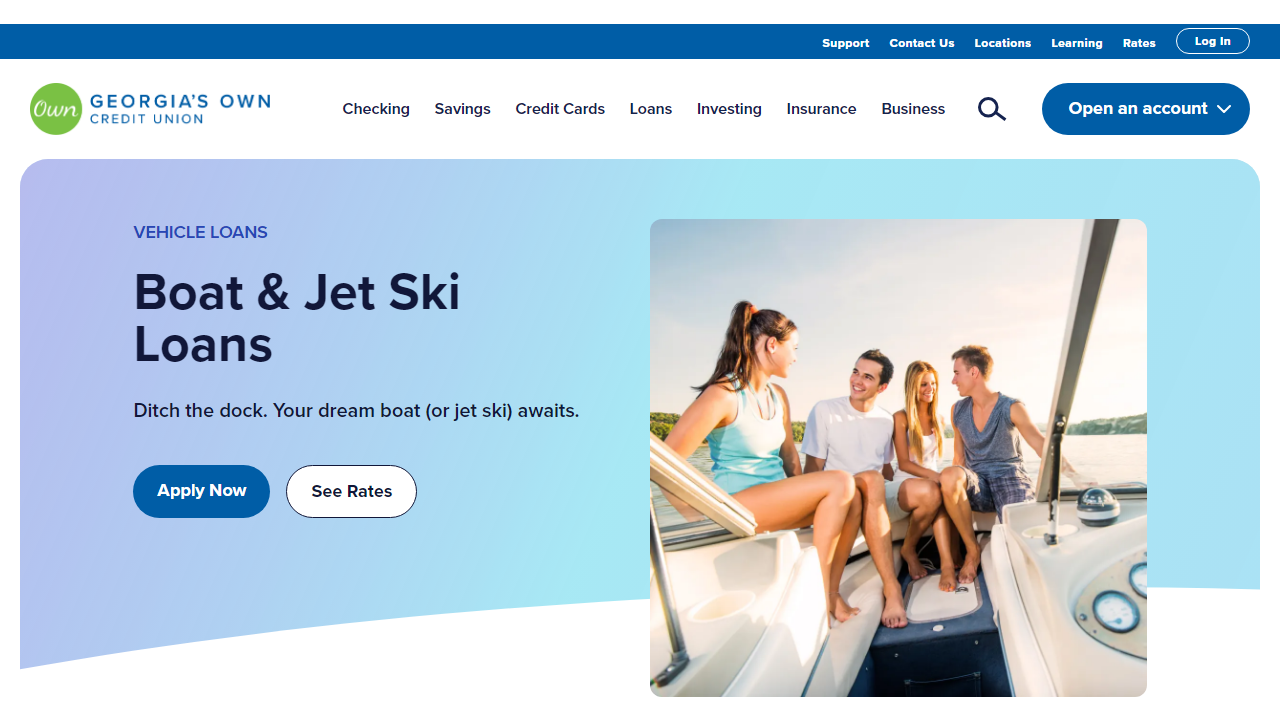 Support Contact Us Locations Learning Rates Log In
Own GEORGIA'S OWN
CREDIT UNION
Checking Savings Credit Cards Loans Investing Insurance Business Open an account
VEHICLE LOANS
Boat & Jet Ski
Loans
Ditch the dock. Your dream boat (or jet ski) awaits.
Apply Now See Rates